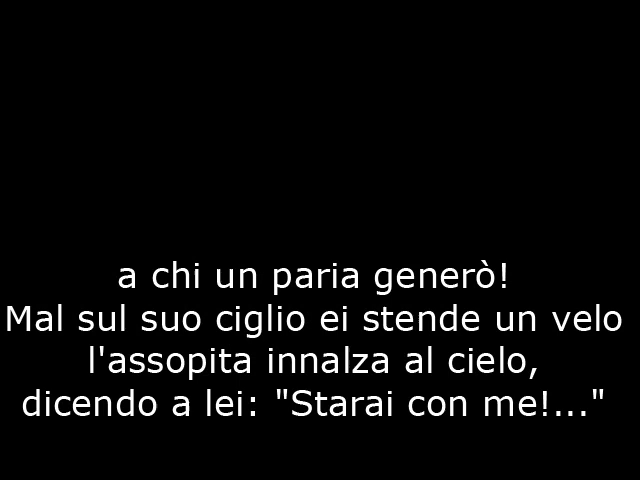 a chi un paria generò!
Mal sul suo ciglio ei stende un velo
l'assopita innalza al cielo,
dicendo a lei: "Starai con me!..."